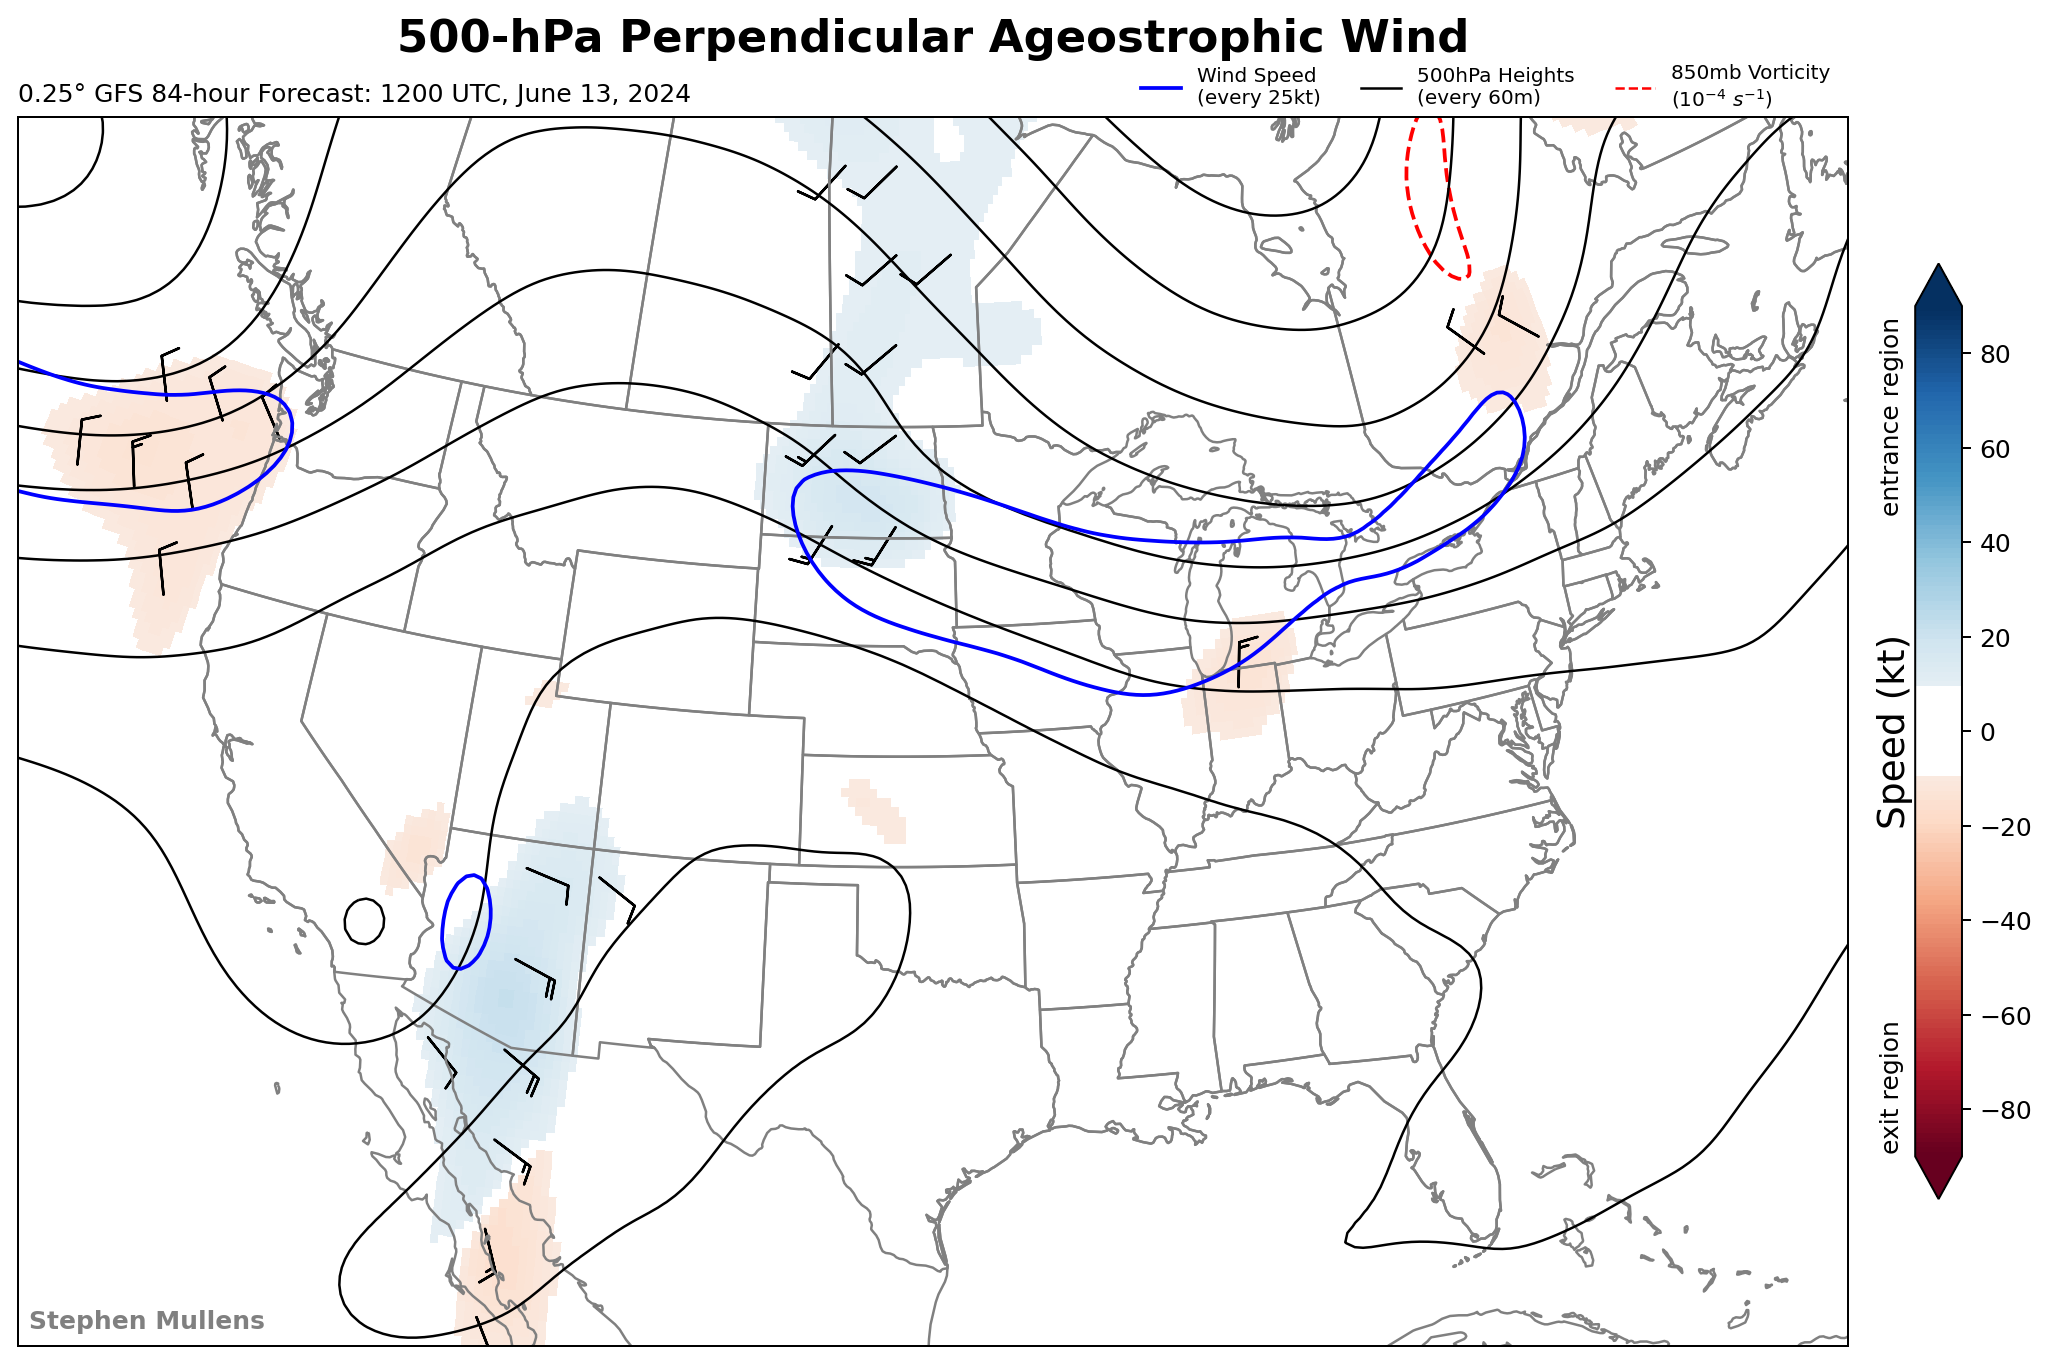 500-hPa Perpendicular Ageostrophic Wind
0.25° GFS 84-hour Forecast: 1200 UTC, June 13, 2024
Wind Speed
(every 25kt)
500hPa Heights
(every 60m)
850mb Vorticity
(10⁻⁴ s⁻¹)
entrance region
Speed (kt)
exit region
80
60
40
20
0
−20
−40
−60
−80
Stephen Mullens